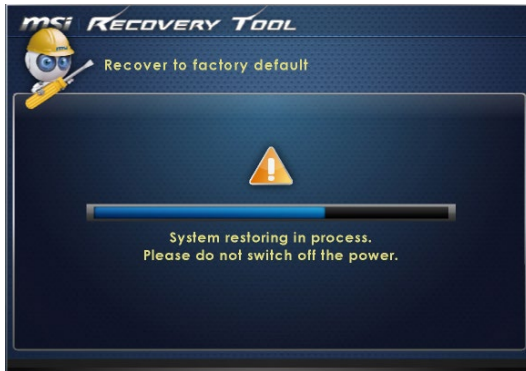 msi RECOVERY TOOL
Recover to factory default
System restoring in process.
Please do not switch off the power.